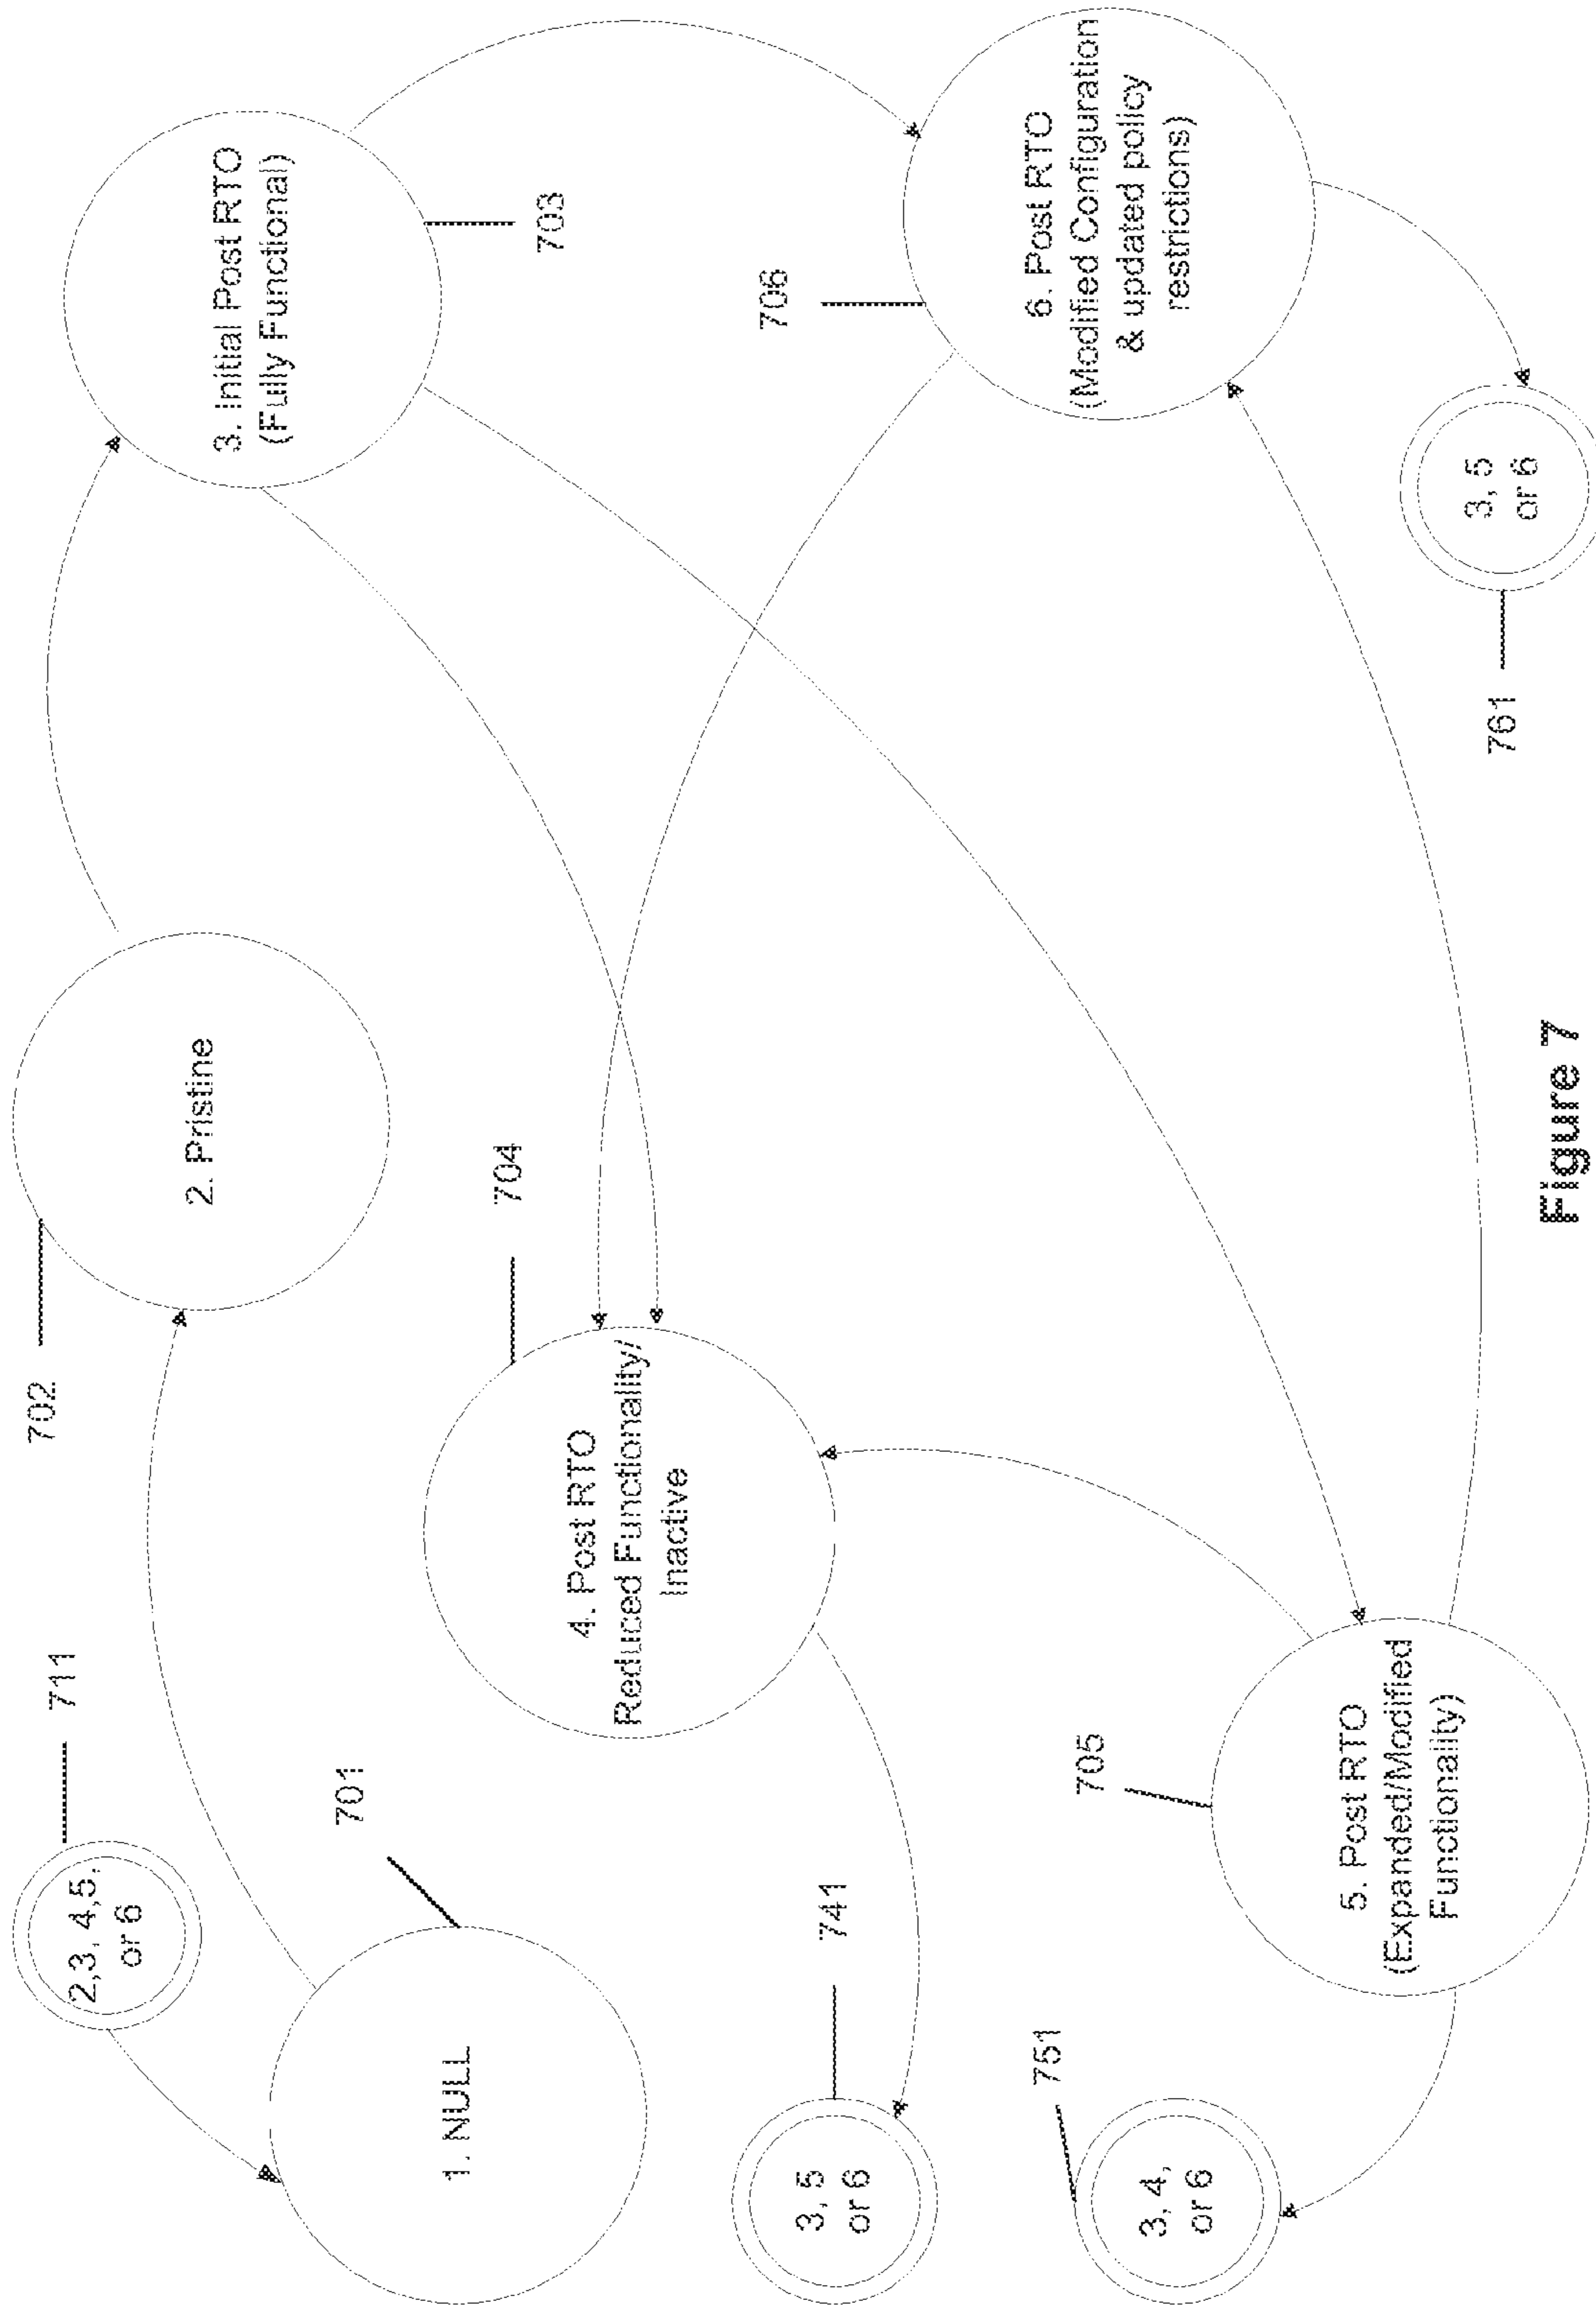 711
2,3, 4,5,
or 6
702
2. Pristine
3. Initial Post RTO
(Fully Functional)
703
701
1. NULL
704
4. Post RTO
Reduced Functionality/
Inactive
706
6. Post RTO
(Modified Configuration
& updated policy
restrictions)
741
3, 5
or 6
751
3, 4,
or 6
705
5. Post RTO
(Expanded/Modified
Functionality)
761
3, 5
or 6
Figure 7